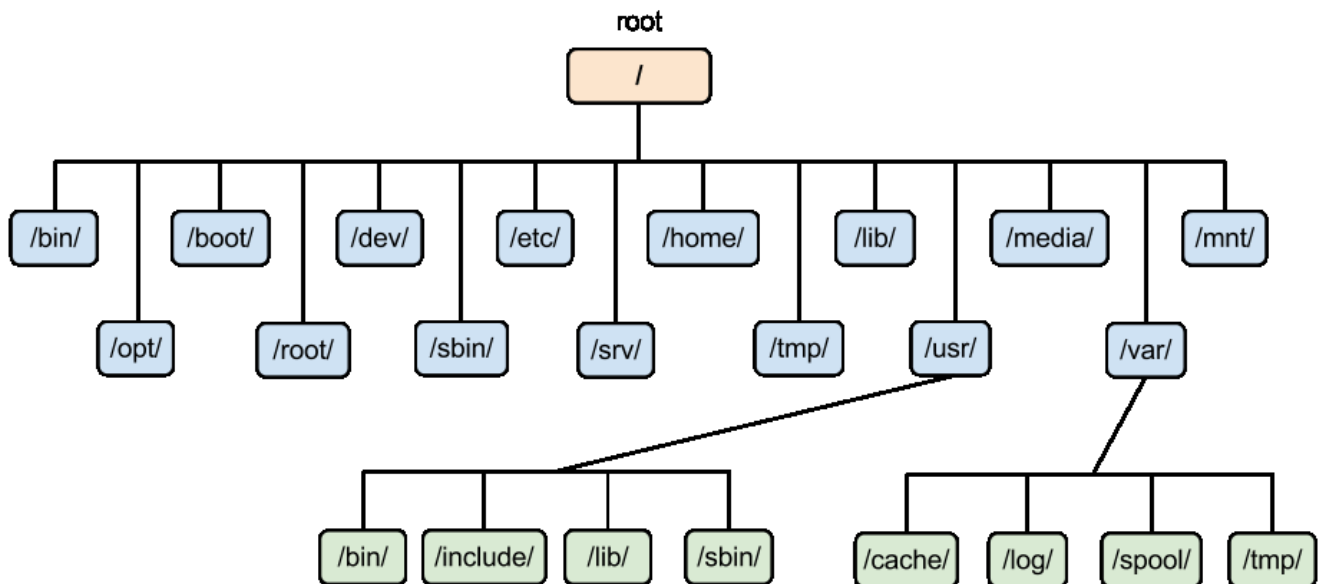 root
/
/bin/ /boot/ /dev/ /etc/ /home/ /lib/ /media/ /mnt/
/opt/ /root/ /sbin/ /srv/ /tmp/ /usr/ /var/
/bin/ /include/ /lib/ /sbin/ /cache/ /log/ /spool/ /tmp/